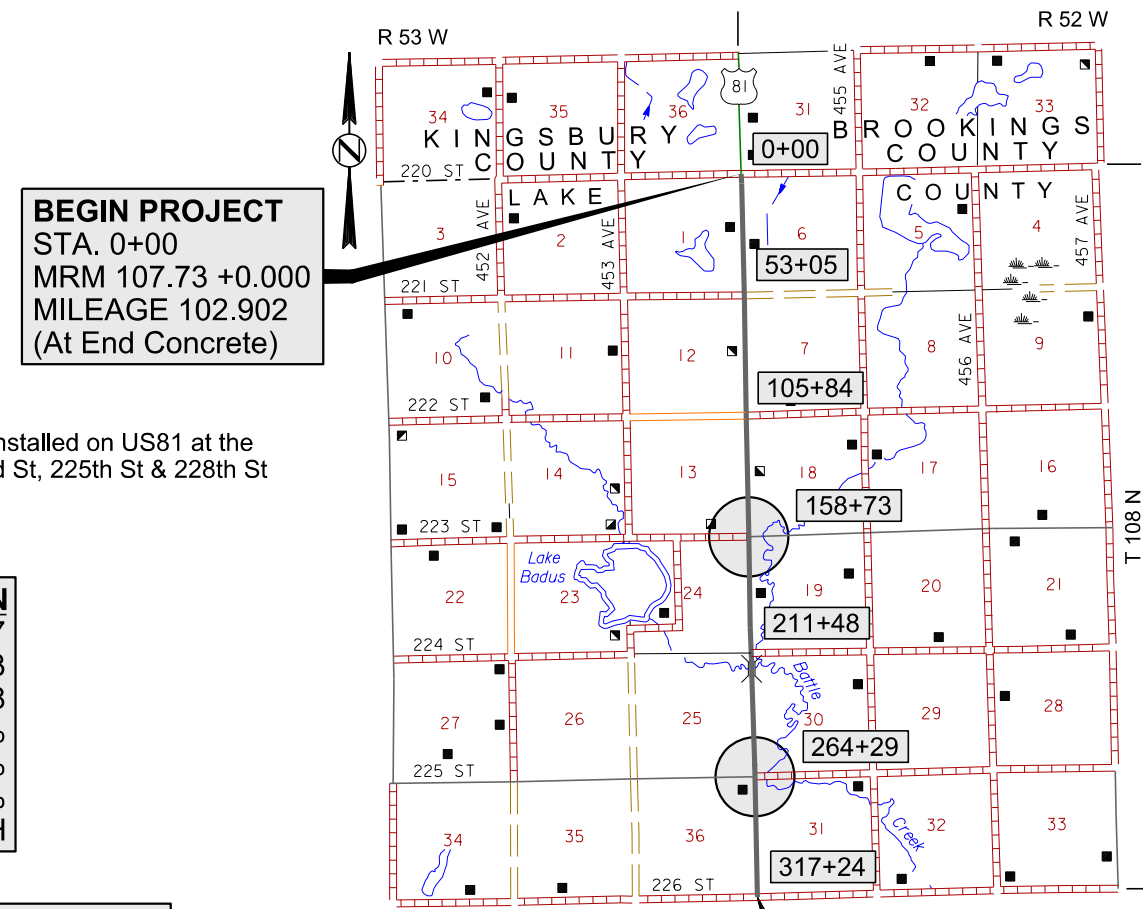 R 53 W
R 52 W
81
455 AVE
34
35
36
31
32
33
KINGSBURY COUNTY
BROOKINGS COUNTY
0+00
220 ST
LAKE COUNTY
BEGIN PROJECT
STA. 0+00
MRM 107.73 +0.000
MILEAGE 102.902
(At End Concrete)
3
452 AVE
2
453 AVE
1
6
5
4
457 AVE
53+05
221 ST
10
11
12
7
8
456 AVE
9
105+84
222 ST
nstalled on US81 at the
d St, 225th St & 228th St
15
14
13
18
17
16
158+73
223 ST
T 108 N
Lake
Badus
22
23
24
19
20
21
211+48
224 ST
Battle
27
26
25
30
29
28
264+29
225 ST
34
35
36
31
32
33
Creek
317+24
226 ST
N